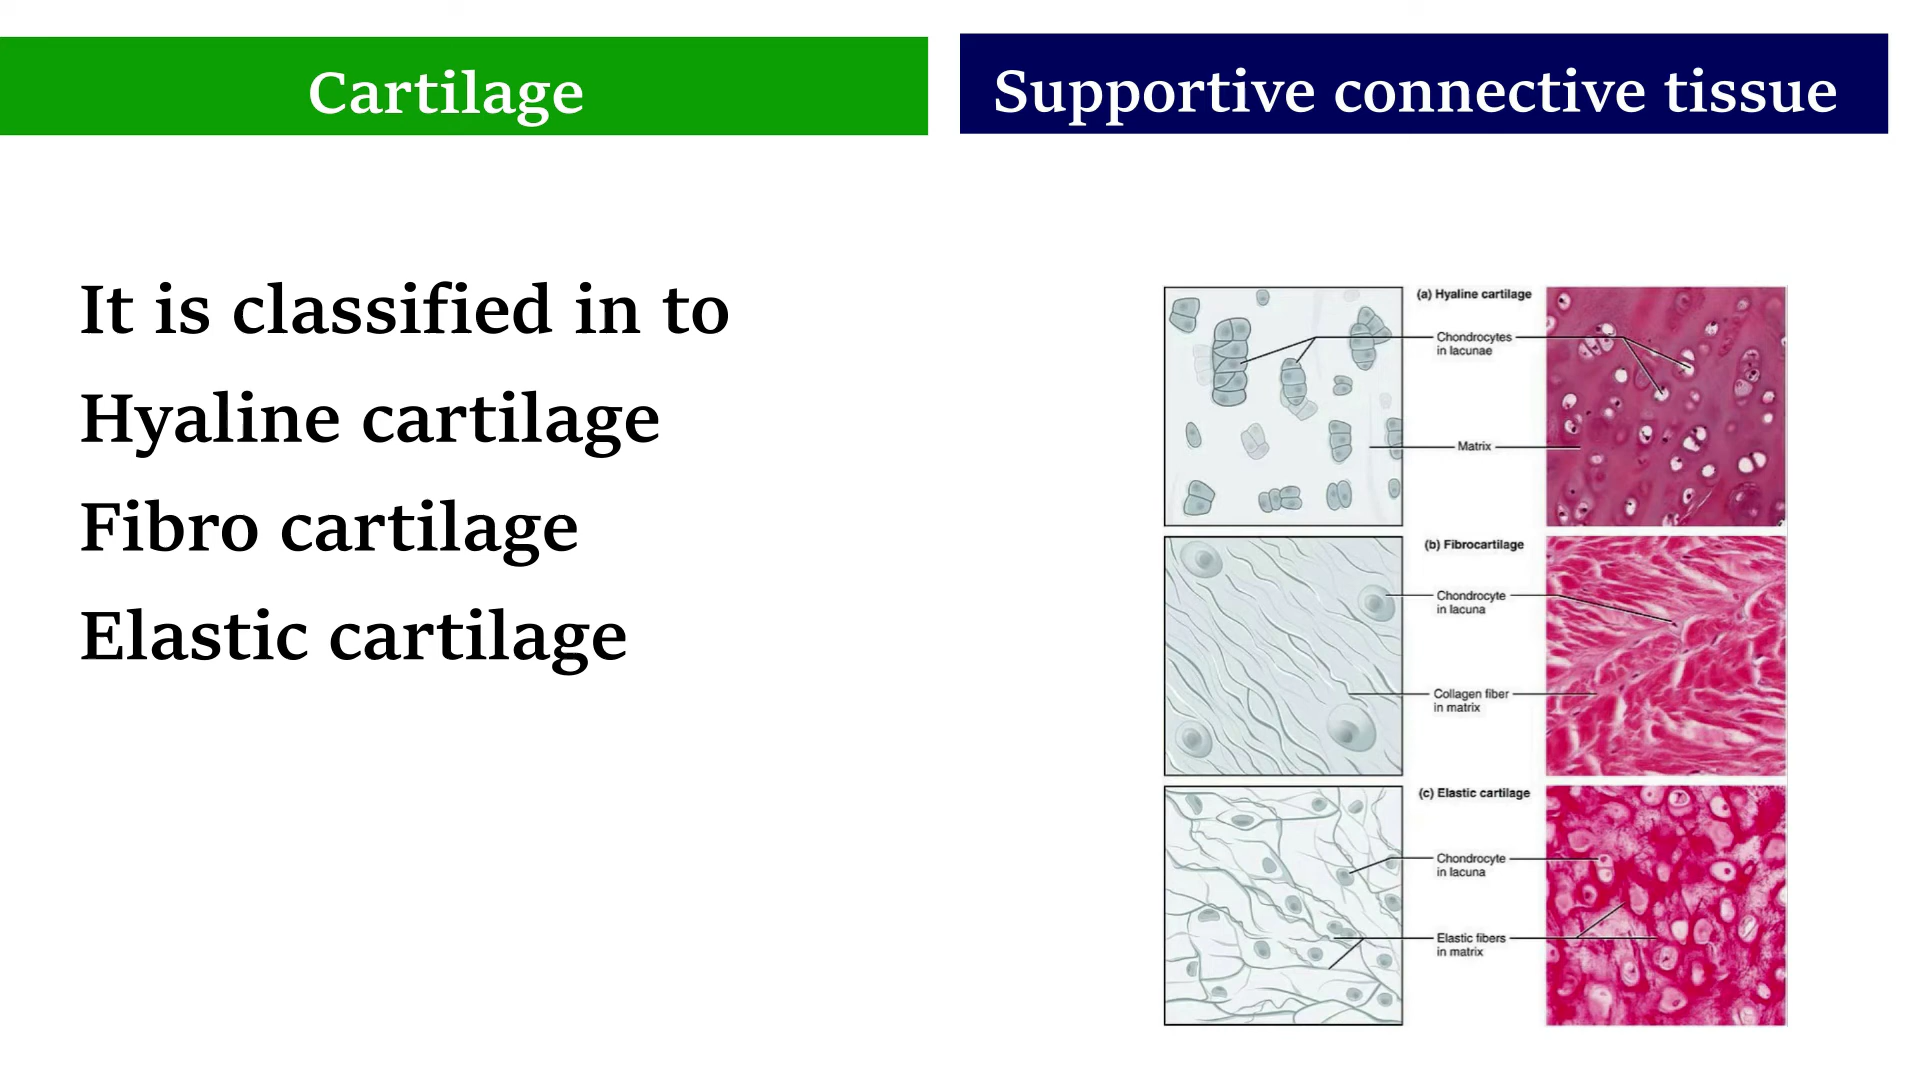 Cartilage
Supportive connective tissue
It is classified in to
Hyaline cartilage
Fibro cartilage
Elastic cartilage
(a) Hyaline cartilage
Chondrocytes
in lacunae
Matrix
(b) Fibrocartilage
Chondrocyte
in lacuna
Collagen fiber
in matrix
(c) Elastic cartilage
Chondrocyte
in lacuna
Elastic fibers
in matrix